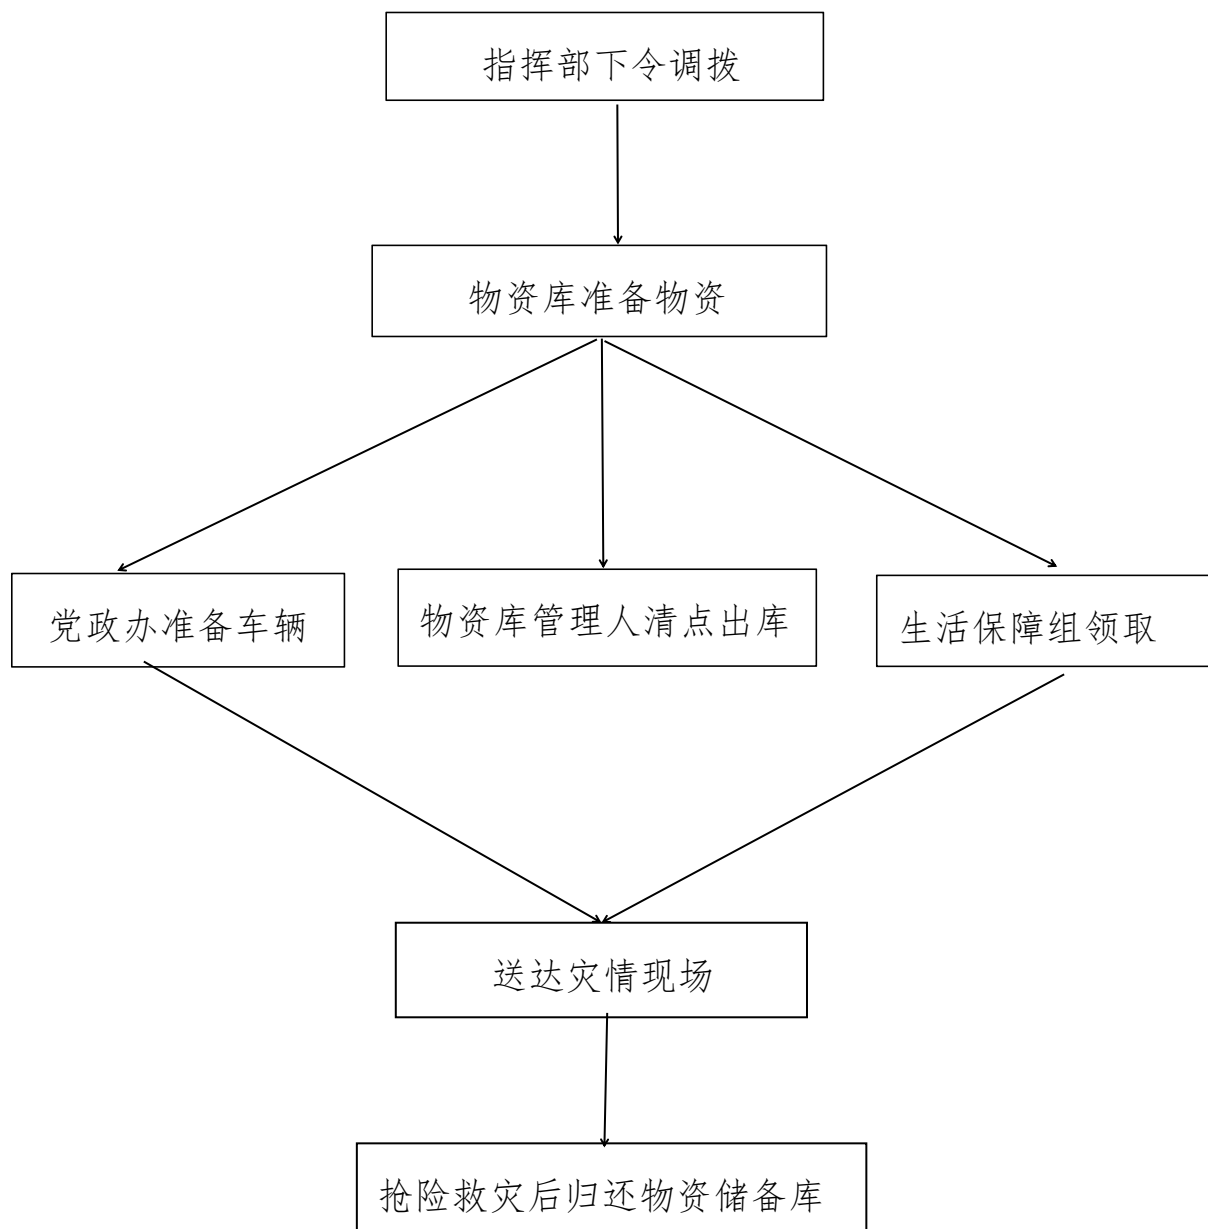 指挥部下令调拨
物资库准备物资
党政办准备车辆
物资库管理人清点出库
生活保障组领取
送达灾情现场
抢险救灾后归还物资储备库